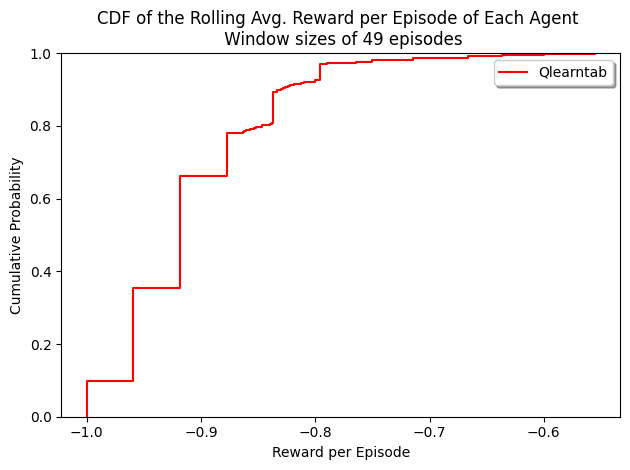 CDF of the Rolling Avg. Reward per Episode of Each Agent
Window sizes of 49 episodes
Qlearntab
1.0
0.8
0.6
0.4
0.2
0.0
Cumulative Probability
−1.0 −0.9 −0.8 −0.7 −0.6
Reward per Episode